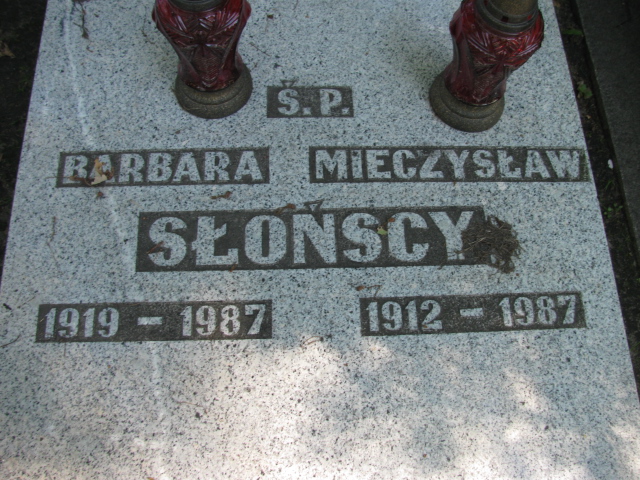 Ś.P.
BARBARA MIECZYSŁAW
SŁOŃSCY
1919 - 1987 1912 - 1987